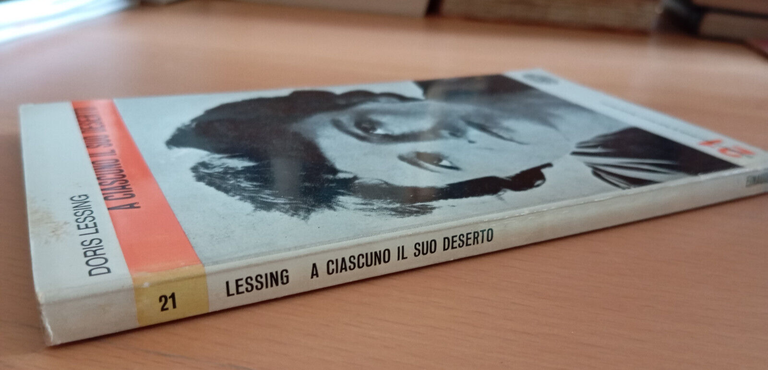 DORIS LESSING
A CIASCUNO IL SUO DESERTO
21
LESSING A CIASCUNO IL SUO DESERTO